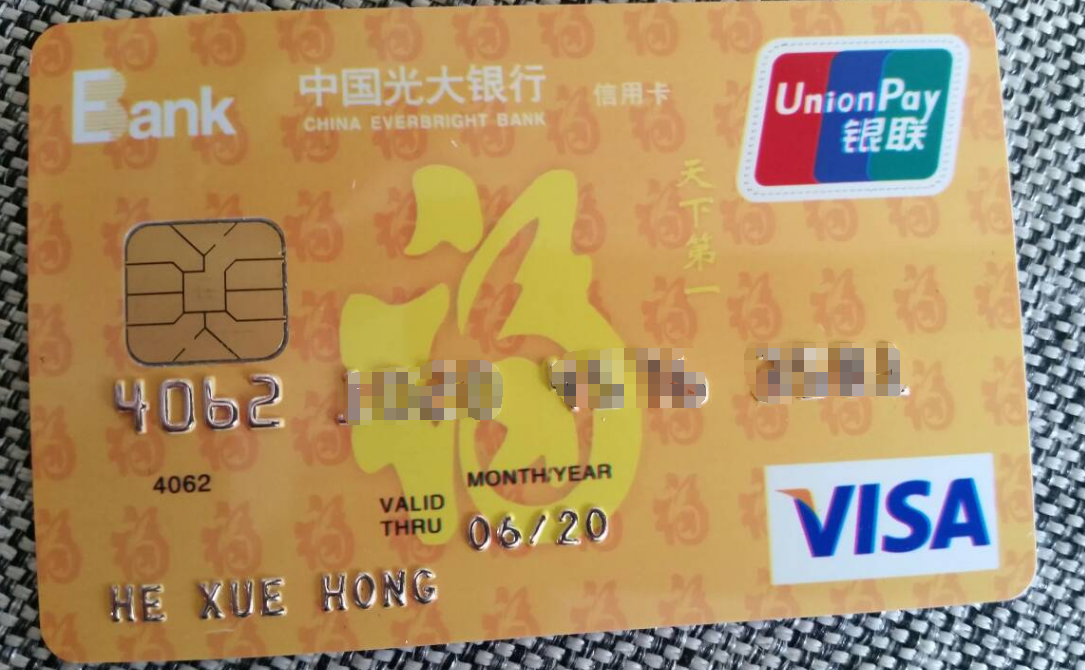 Bank
中国光大银行 信用卡
CHINA EVERBRIGHT BANK
UnionPay
银联
天下第一
福
4062
4062
MONTH/YEAR
VALID
THRU
06/20
VISA
HE XUE HONG